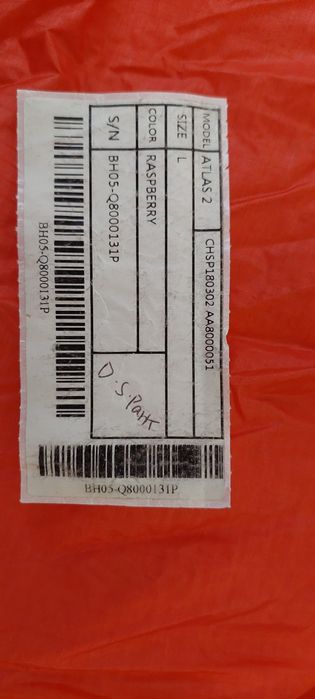 MODEL ATLAS 2 CHSP180302 AA8000051
SIZE L
COLOR RASPBERRY
S/N BH05-Q8000131P
D.S Park
BH05-Q8000131P
BH05-Q8000131P